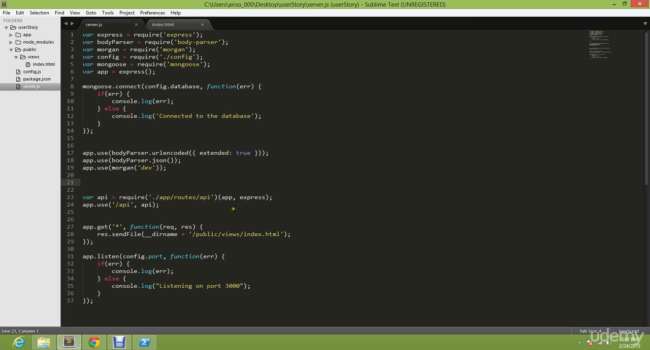 C:\Users\airso_000\Desktop\userStory\server.js (userStory) - Sublime Text (UNREGISTERED)
File Edit Selection Find View Goto Tools Project Preferences Help
FOLDERS
userStory
app
node_modules
public
views
index.html
config.js
package.json
server.js
server.js index.html
1 var express = require('express');
2 var bodyParser = require('body-parser');
3 var morgan = require('morgan');
4 var config = require('./config');
5 var mongoose = require('mongoose');
6 var app = express();
7
8 mongoose.connect(config.database, function(err) {
9 if(err) {
10 console.log(err);
11 } else {
12 console.log('Connected to the database');
13 }
14 });
15
16
17 app.use(bodyParser.urlencoded({ extended: true }));
18 app.use(bodyParser.json());
19 app.use(morgan('dev'));
20
21
22
23 var api = require('./app/routes/api')(app, express);
24 app.use('/api', api);
25
26
27 app.get('*', function(req, res) {
28 res.sendFile(__dirname + '/public/views/index.html');
29 });
30
31 app.listen(config.port, function(err) {
32 if(err) {
33 console.log(err);
34 } else {
35 console.log("Listening on port 3000");
36 }
37 });
Line 21, Column 1
Tab Size: 4 JavaScript
udemy
2/24/2015